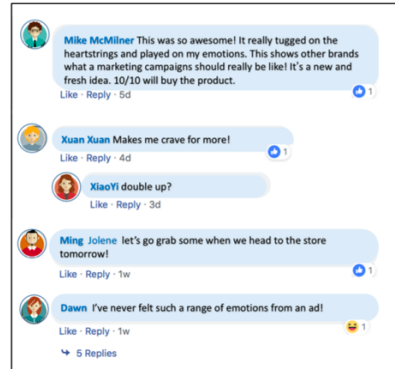 Mike McMilner This was so awesome! It really tugged on the
heartstrings and played on my emotions. This shows other brands
what a marketing campaigns should really be like! It's a new and
fresh idea. 10/10 will buy the product.
Like · Reply · 5d 1
Xuan Xuan Makes me crave for more!
Like · Reply · 4d 1
XiaoYi double up?
Like · Reply · 3d
Ming Jolene let's go grab some when we head to the store
tomorrow!
Like · Reply · 1w 1
Dawn I've never felt such a range of emotions from an ad!
Like · Reply · 1w 1
5 Replies